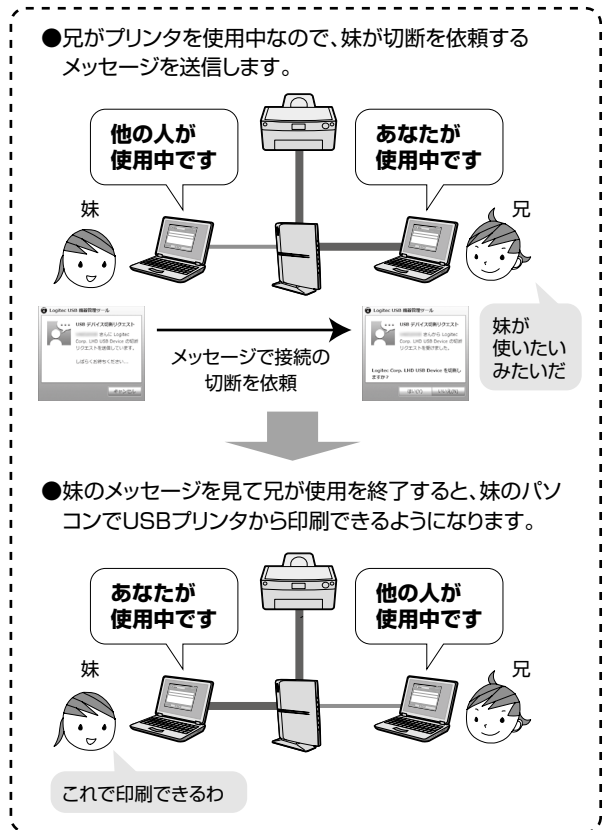 ●兄がプリンタを使用中なので、妹が切断を依頼する
メッセージを送信します。
他の人が
使用中です
あなたが
使用中です
妹
兄
Logitec USB 機器管理ツール
USB デバイス切断リクエスト
さんに Logitec
Corp. LHD USB Device の切断
リクエストを送信しています。
しばらくお待ちください...
キャンセル
メッセージで接続の
切断を依頼
Logitec USB 機器管理ツール
USB デバイス切断リクエスト
さんから Logitec
Corp. LHD USB Device の切断
リクエストを受けました。
Logitec Corp. LHD USB Device を切断し
ますか?
はい(Y)
いいえ(N)
妹が
使いたい
みたいだ
●妹のメッセージを見て兄が使用を終了すると、妹のパソ
コンでUSBプリンタから印刷できるようになります。
あなたが
使用中です
他の人が
使用中です
妹
兄
これで印刷できるわ